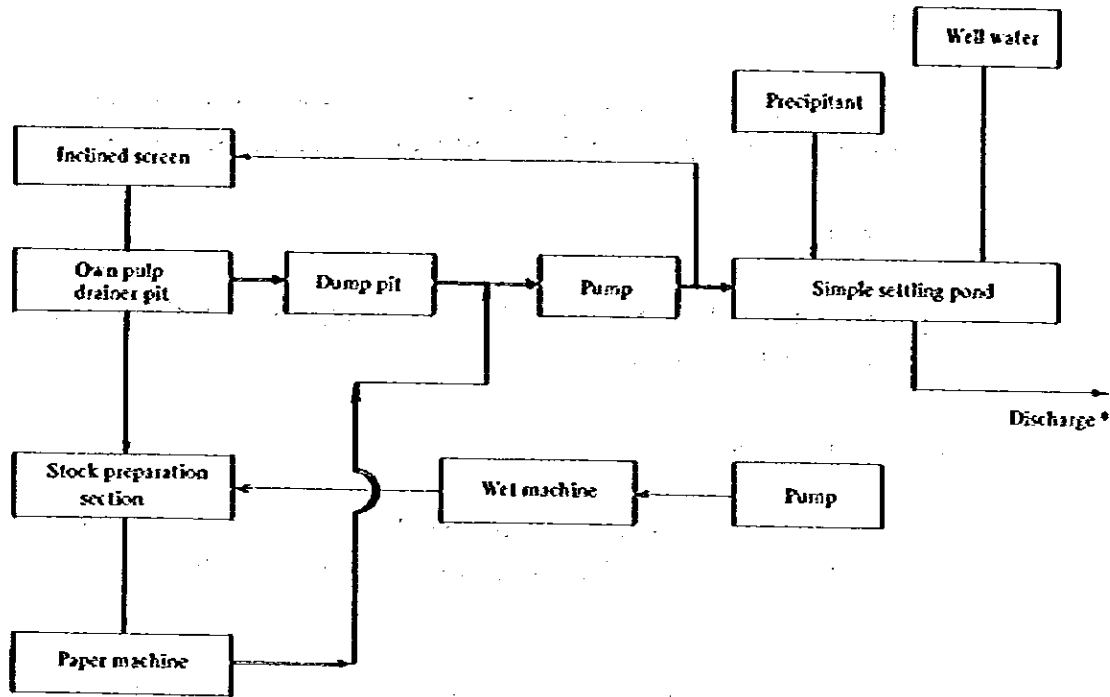 Well water
Precipitant
Inclined screen
Own pulp
drainer pit
Dump pit
Pump
Simple settling pond
Discharge *
Stock preparation
section
Wet machine
Pump
Paper machine